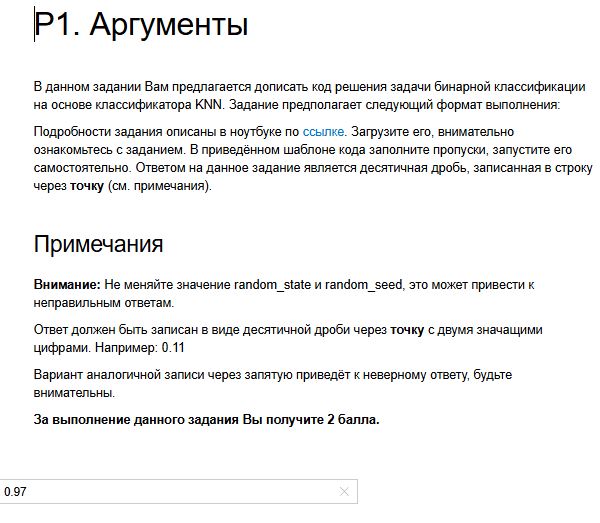 P1. Аргументы
В данном задании Вам предлагается дописать код решения задачи бинарной классификации
на основе классификатора KNN. Задание предполагает следующий формат выполнения:
Подробности задания описаны в ноутбуке по ссылке. Загрузите его, внимательно
ознакомьтесь с заданием. В приведённом шаблоне кода заполните пропуски, запустите его
самостоятельно. Ответом на данное задание является десятичная дробь, записанная в строку
через точку (см. примечания).
Примечания
Внимание: Не меняйте значение random_state и random_seed, это может привести к
неправильным ответам.
Ответ должен быть записан в виде десятичной дроби через точку с двумя значащими
цифрами. Например: 0.11
Вариант аналогичной записи через запятую приведёт к неверному ответу, будьте
внимательны.
За выполнение данного задания Вы получите 2 балла.
0.97